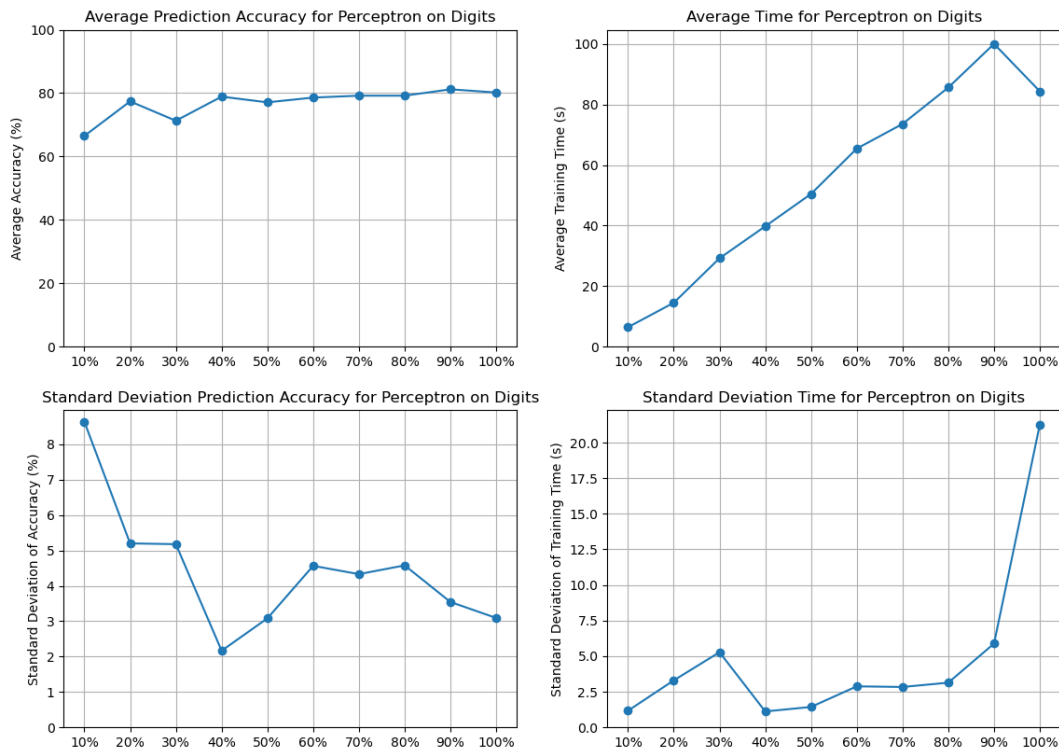 Average Prediction Accuracy for Perceptron on Digits
Average Accuracy (%)
100
80
60
40
20
0
10% 20% 30% 40% 50% 60% 70% 80% 90% 100%
Average Time for Perceptron on Digits
Average Training Time (s)
100
80
60
40
20
0
10% 20% 30% 40% 50% 60% 70% 80% 90% 100%
Standard Deviation Prediction Accuracy for Perceptron on Digits
Standard Deviation of Accuracy (%)
8
7
6
5
4
3
2
1
0
10% 20% 30% 40% 50% 60% 70% 80% 90% 100%
Standard Deviation Time for Perceptron on Digits
Standard Deviation of Training Time (s)
20.0
17.5
15.0
12.5
10.0
7.5
5.0
2.5
0.0
10% 20% 30% 40% 50% 60% 70% 80% 90% 100%